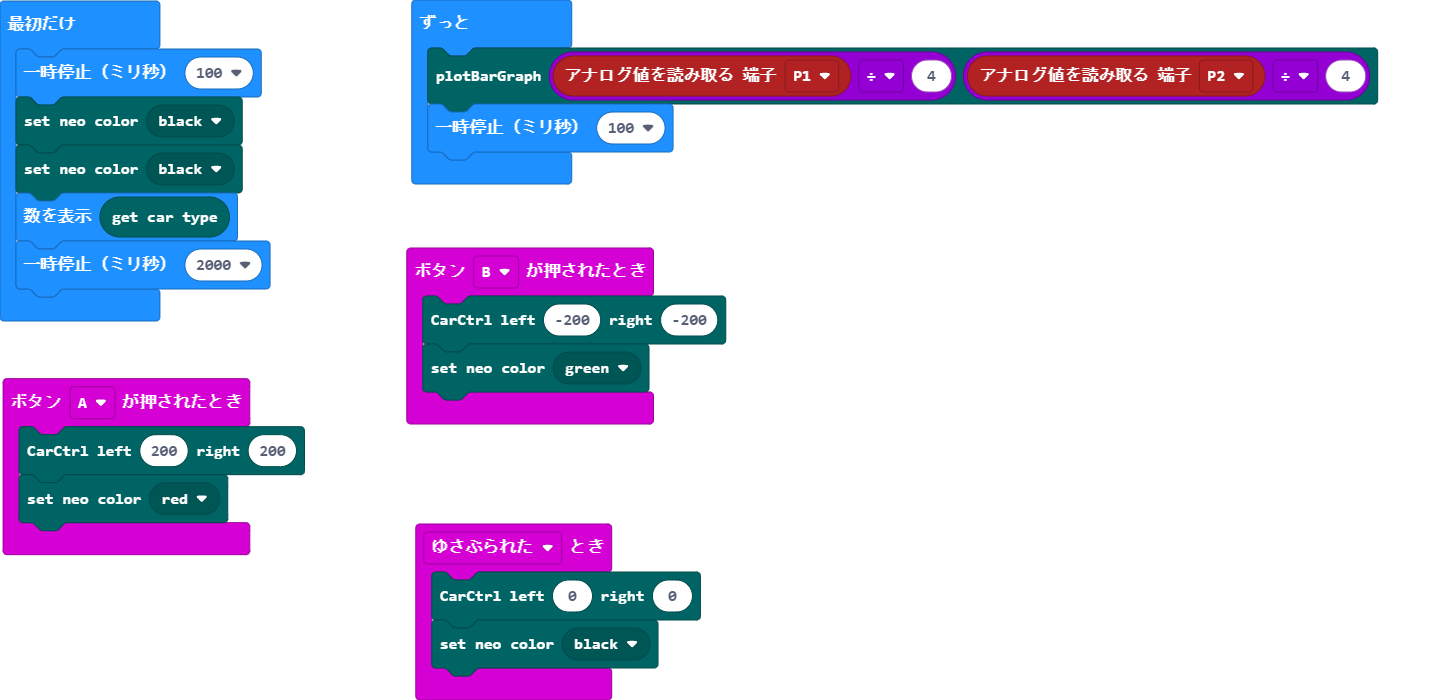 最初だけ
一時停止（ミリ秒） 100
set neo color black
set neo color black
数を表示 get car type
一時停止（ミリ秒） 2000
ずっと
plotBarGraph アナログ値を読み取る 端子 P1 ÷ 4 アナログ値を読み取る 端子 P2 ÷ 4
一時停止（ミリ秒） 100
ボタン A が押されたとき
CarCtrl left 200 right 200
set neo color red
ボタン B が押されたとき
CarCtrl left -200 right -200
set neo color green
ゆさぶられた とき
CarCtrl left 0 right 0
set neo color black